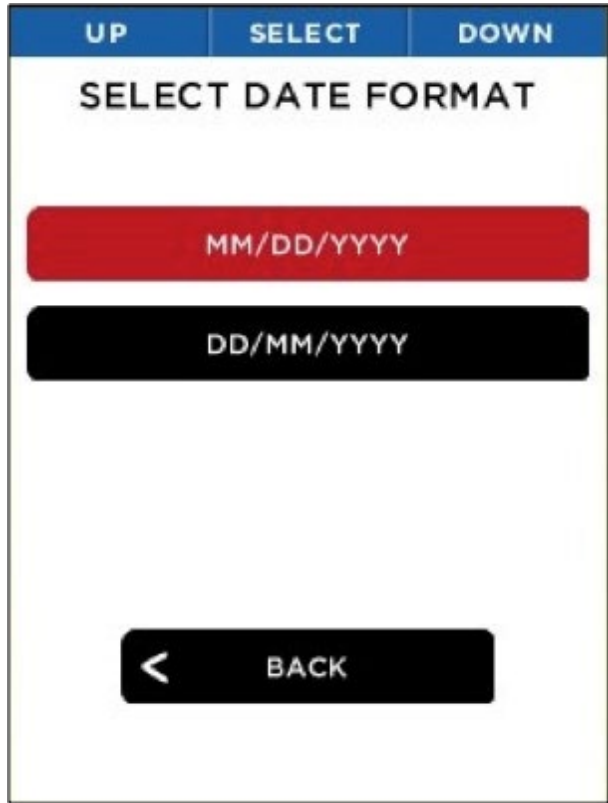 UP SELECT DOWN
SELECT DATE FORMAT
MM/DD/YYYY
DD/MM/YYYY
< BACK